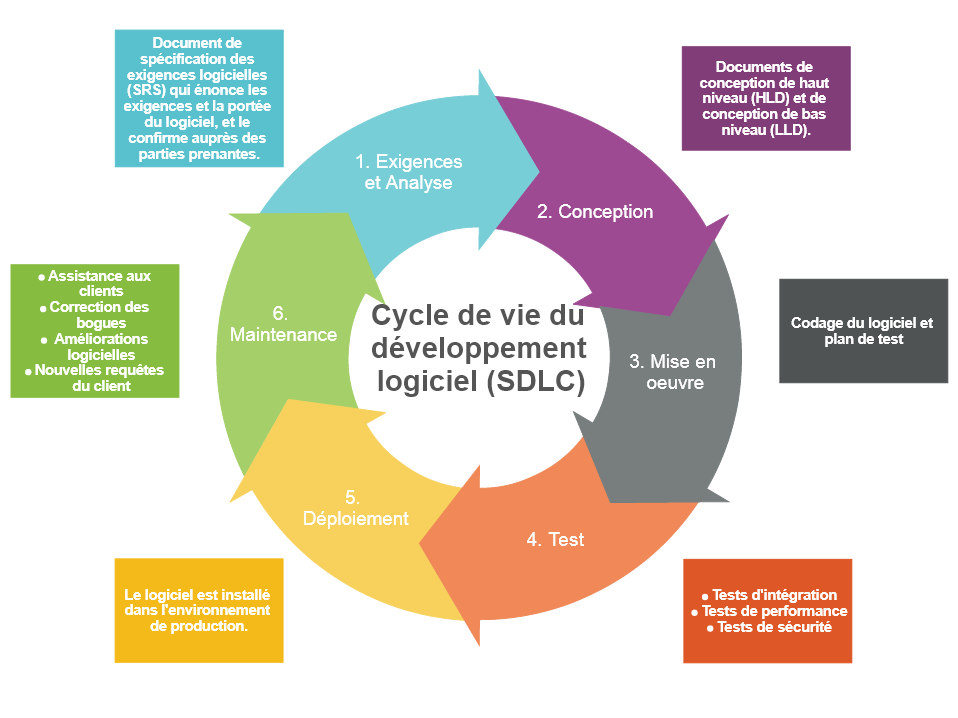 Document de
spécification des
exigences logicielles
(SRS) qui énonce les
exigences et la portée
du logiciel, et le
confirme auprès des
parties prenantes.
Documents de
conception de haut
niveau (HLD) et de
conception de bas
niveau (LLD).
1. Exigences
et Analyse
2. Conception
• Assistance aux
clients
• Correction des
bogues
• Améliorations
logicielles
• Nouvelles requêtes
du client
6.
Maintenance
Cycle de vie du
développement
logiciel (SDLC)
3. Mise en
oeuvre
Codage du logiciel et
plan de test
5.
Déploiement
4. Test
Le logiciel est installé
dans l'environnement
de production.
• Tests d'intégration
• Tests de performance
• Tests de sécurité